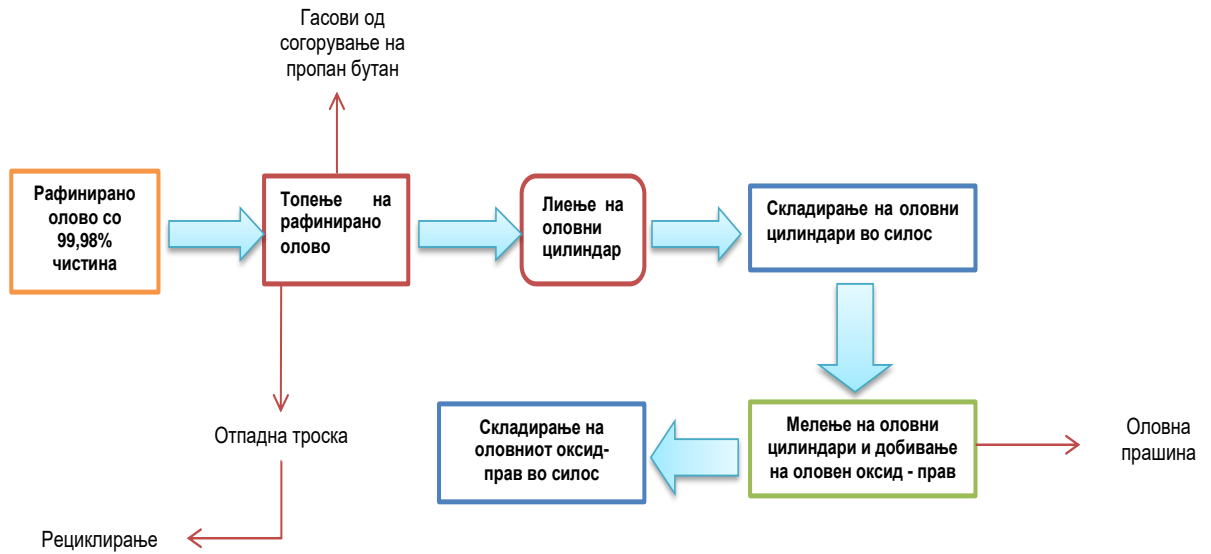 Гасови од
согорување на
пропан бутан
Рафинирано
олово со
99,98%
чистина
Топење на
рафинирано
олово
Лиење на
оловни
цилиндар
Складирање на оловни
цилиндари во силос
Отпадна троска
Складирање на
оловниот оксид-
прав во силос
Мелење на оловни
цилиндари и добивање
на оловен оксид - прав
Оловна
прашина
Рециклирање